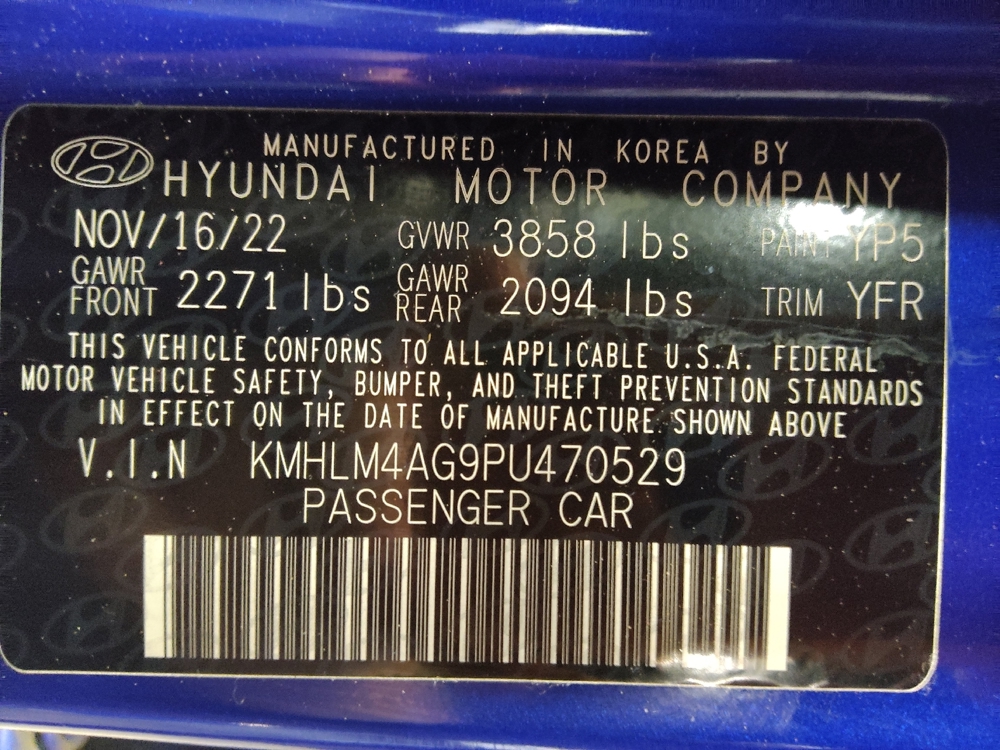 MANUFACTURED IN KOREA BY
HYUNDAI MOTOR COMPANY
NOV/16/22 GVWR 3858 lbs PAINT YP5
GAWR FRONT 2271 lbs GAWR REAR 2094 lbs TRIM YFR
THIS VEHICLE CONFORMS TO ALL APPLICABLE U.S.A. FEDERAL
MOTOR VEHICLE SAFETY, BUMPER, AND THEFT PREVENTION STANDARDS
IN EFFECT ON THE DATE OF MANUFACTURE SHOWN ABOVE
V.I.N KMHLM4AG9PU470529
PASSENGER CAR